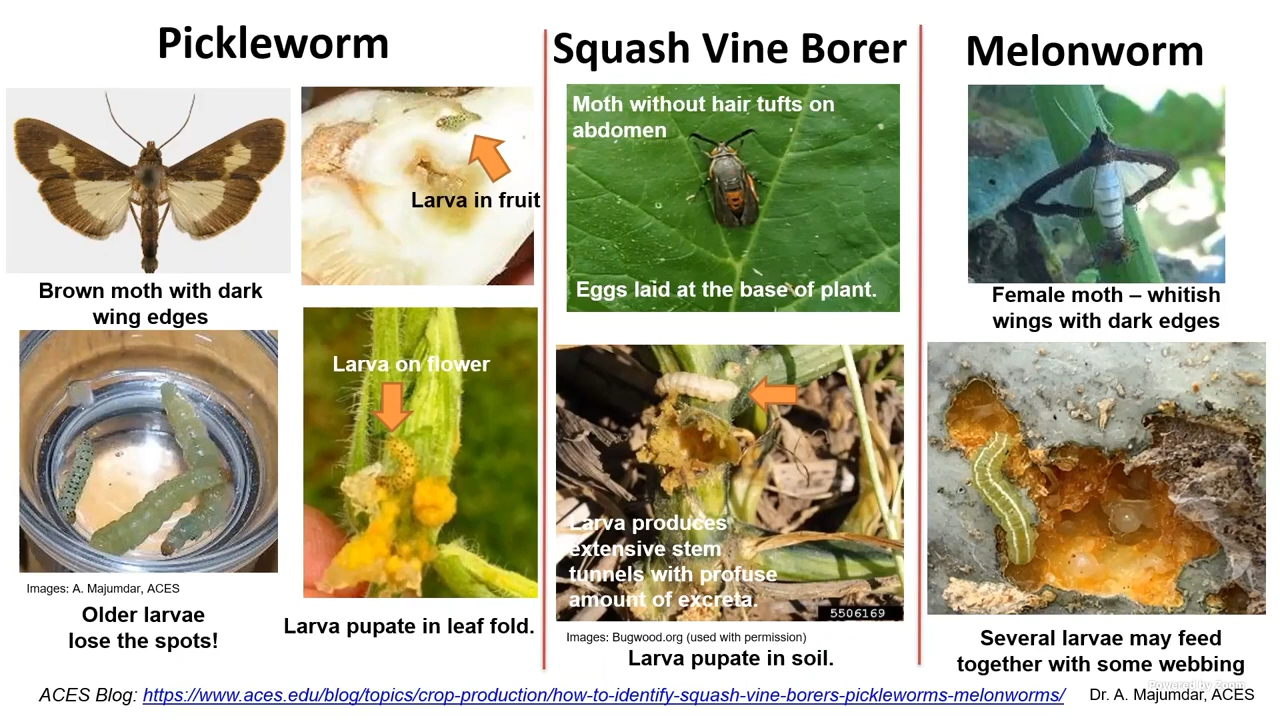 Pickleworm
Larva in fruit
Brown moth with dark
wing edges
Larva on flower
Images: A. Majumdar, ACES
Older larvae
lose the spots!
Larva pupate in leaf fold.
Squash Vine Borer
Moth without hair tufts on
abdomen
Eggs laid at the base of plant.
Larva produces
extensive stem
tunnels with profuse
amount of excreta.
5506169
Images: Bugwood.org (used with permission)
Larva pupate in soil.
Melonworm
Female moth – whitish
wings with dark edges
Several larvae may feed
together with some webbing
ACES Blog: https://www.aces.edu/blog/topics/crop-production/how-to-identify-squash-vine-borers-pickleworms-melonworms/
Dr. A. Majumdar, ACES
Powered by Zoom